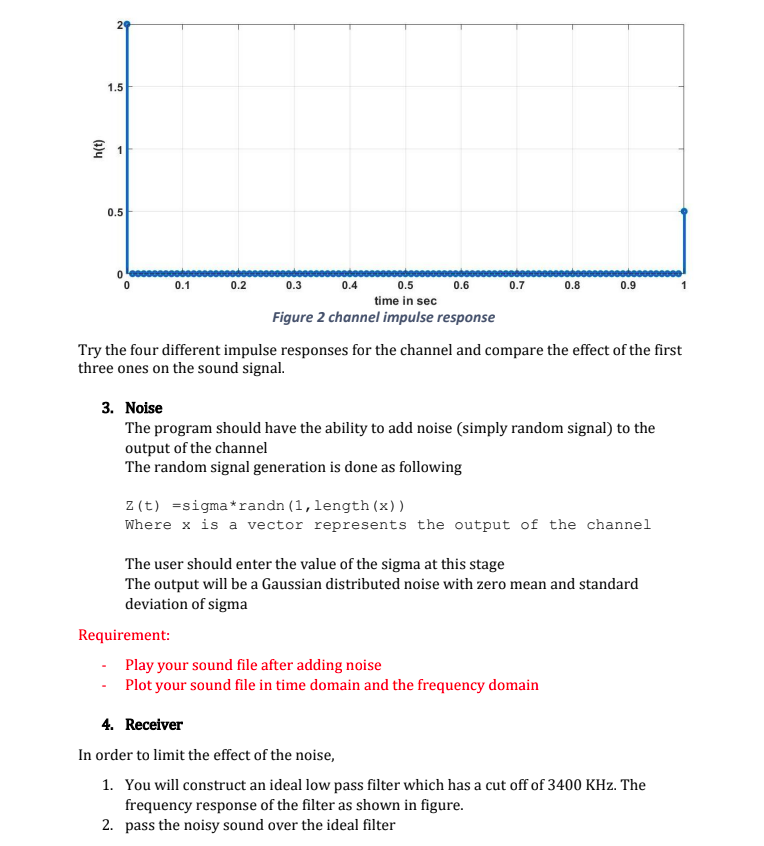 2
1.5
1
0.5
0
h(t)
0 0.1 0.2 0.3 0.4 0.5 0.6 0.7 0.8 0.9 1
time in sec
Figure 2 channel impulse response
Try the four different impulse responses for the channel and compare the effect of the first
three ones on the sound signal.
3. Noise
The program should have the ability to add noise (simply random signal) to the
output of the channel
The random signal generation is done as following
Z(t) =sigma*randn(1,length(x))
Where x is a vector represents the output of the channel
The user should enter the value of the sigma at this stage
The output will be a Gaussian distributed noise with zero mean and standard
deviation of sigma
Requirement:
- Play your sound file after adding noise
- Plot your sound file in time domain and the frequency domain
4. Receiver
In order to limit the effect of the noise,
1. You will construct an ideal low pass filter which has a cut off of 3400 KHz. The
frequency response of the filter as shown in figure.
2. pass the noisy sound over the ideal filter